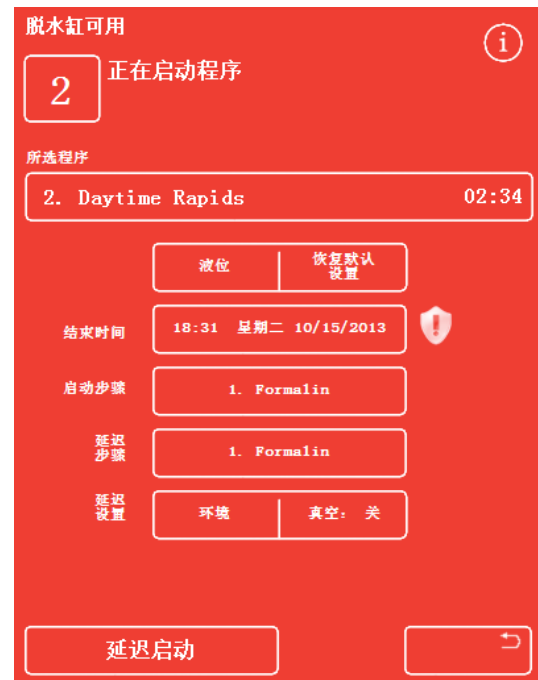 脱水缸可用
i
2
正在启动程序
所选程序
2. Daytime Rapids 02:34
液位
恢复默认
设置
结束时间
18:31 星期二 10/15/2013
启动步骤
1. Formalin
延迟
步骤
1. Formalin
延迟
设置
环境
真空： 关
延迟启动